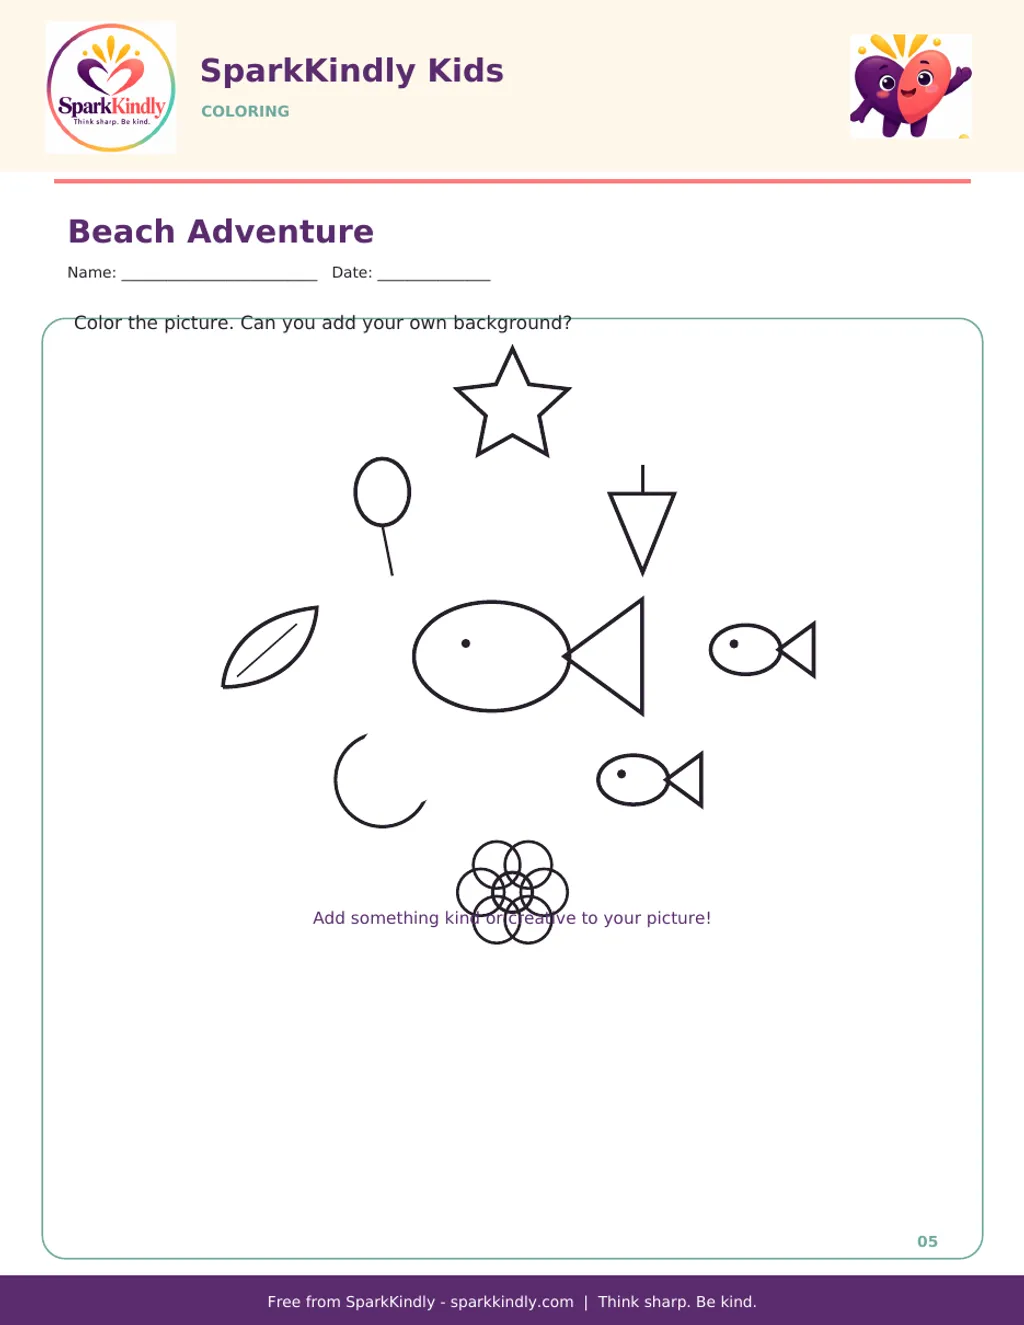 SparkKindly
Think sharp. Be kind.
SparkKindly Kids
COLORING
Beach Adventure
Name: __________________________ Date: _______________
Color the picture. Can you add your own background?
Add something kind or creative to your picture!
05
Free from SparkKindly - sparkkindly.com | Think sharp. Be kind.